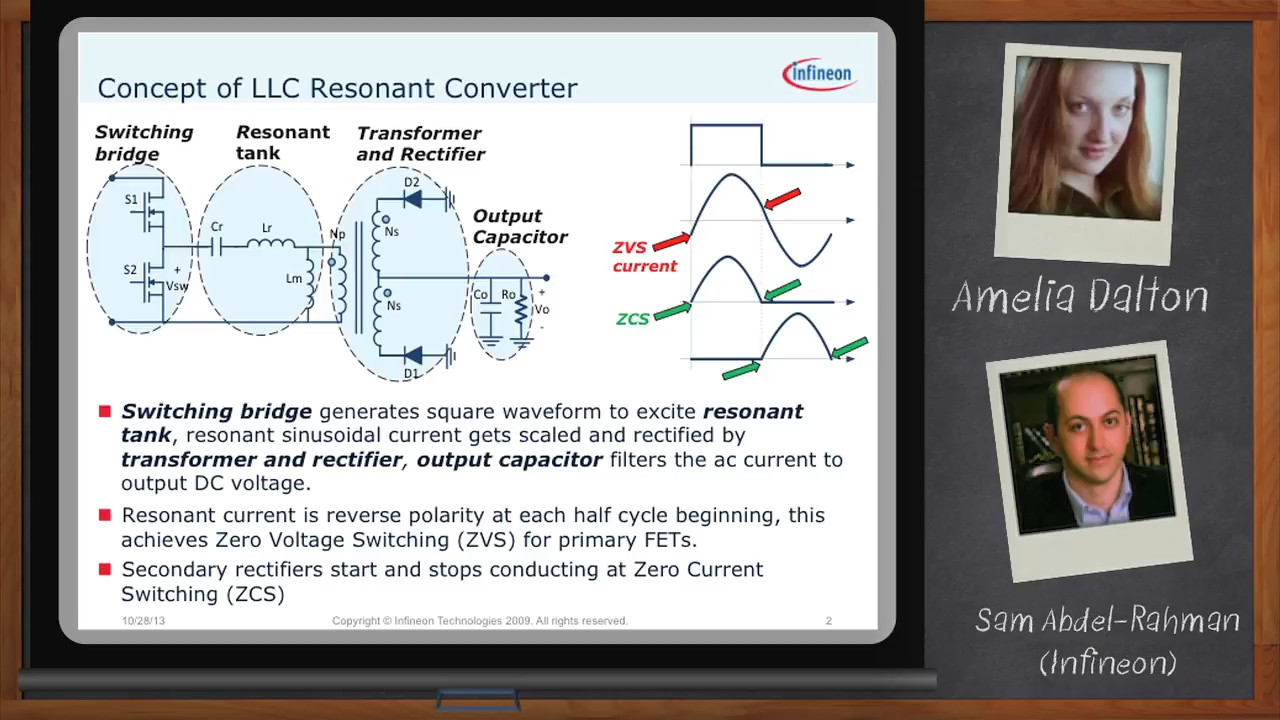 Concept of LLC Resonant Converter
infineon
Switching
bridge
Resonant
tank
Transformer
and Rectifier
Output
Capacitor
S1
S2
+
Vsw
Cr
Lr
Lm
Np
D2
Ns
Ns
D1
Co
Ro
+
Vo
-
ZVS
current
ZCS
Switching bridge generates square waveform to excite resonant
tank, resonant sinusoidal current gets scaled and rectified by
transformer and rectifier, output capacitor filters the ac current to
output DC voltage.
Resonant current is reverse polarity at each half cycle beginning, this
achieves Zero Voltage Switching (ZVS) for primary FETs.
Secondary rectifiers start and stops conducting at Zero Current
Switching (ZCS)
10/28/13
Copyright © Infineon Technologies 2009. All rights reserved.
2
Amelia Dalton
Sam Abdel-Rahman
(Infineon)